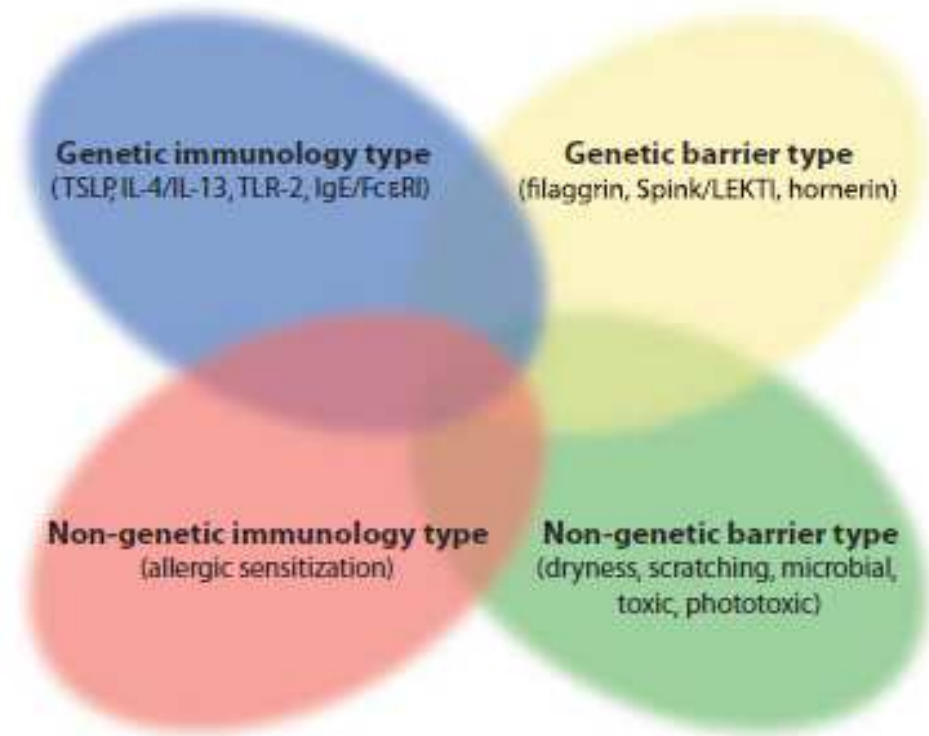 Genetic immunology type
(TSLP, IL-4/IL-13, TLR-2, IgE/FcεRI)
Genetic barrier type
(filaggrin, Spink/LEKTI, hornerin)
Non-genetic immunology type
(allergic sensitization)
Non-genetic barrier type
(dryness, scratching, microbial,
toxic, phototoxic)